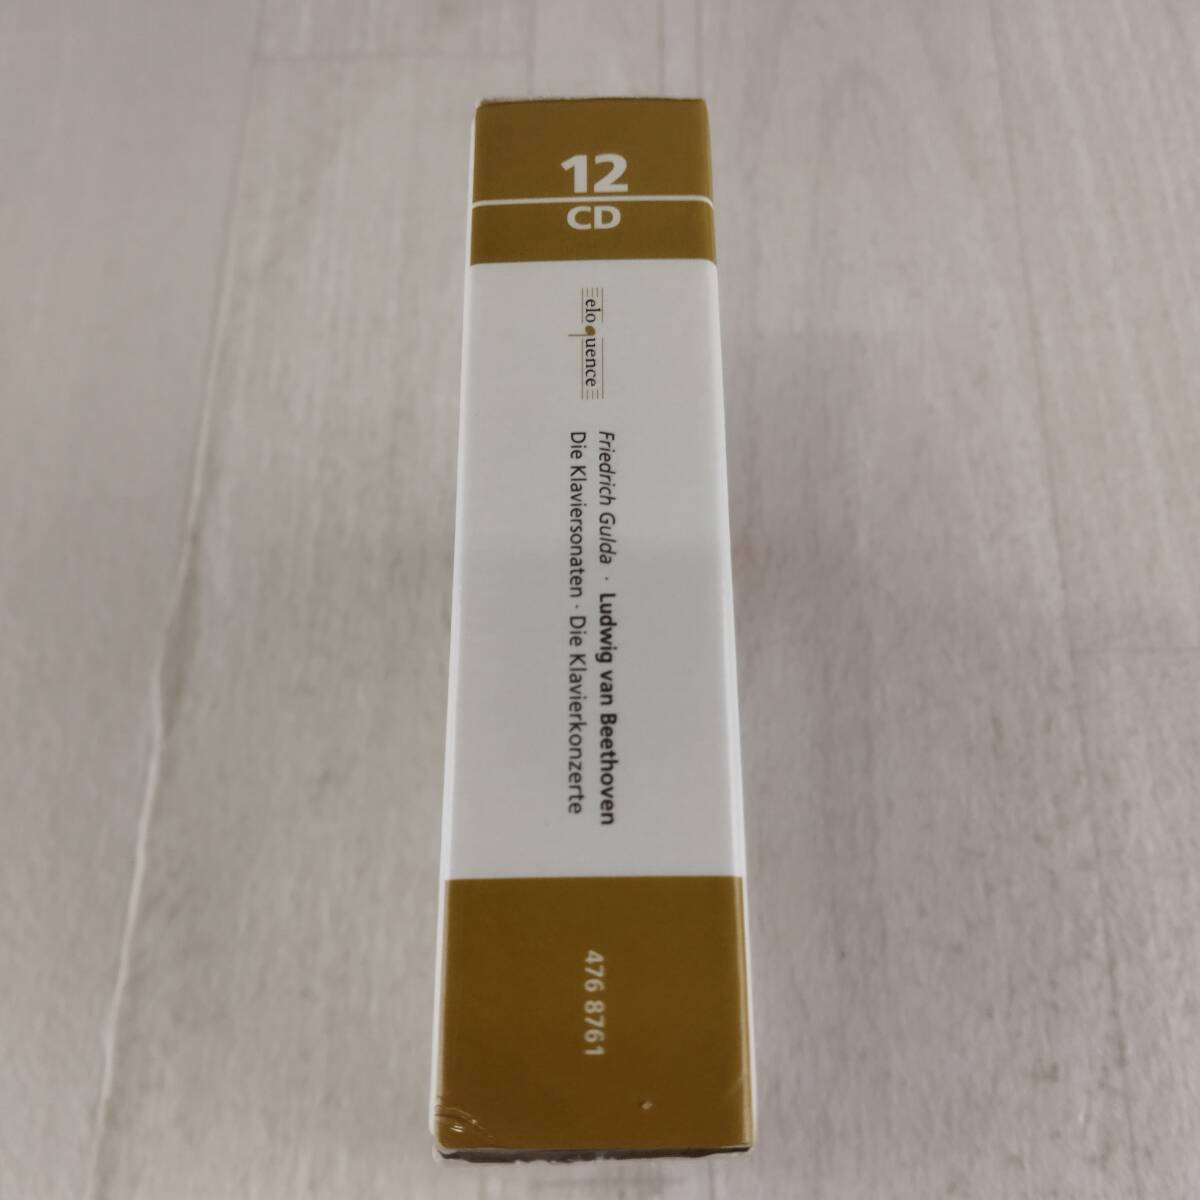 12
CD
eloquence
Friedrich Gulda · Ludwig van Beethoven
Die Klaviersonaten · Die Klavierkonzerte
476 8761